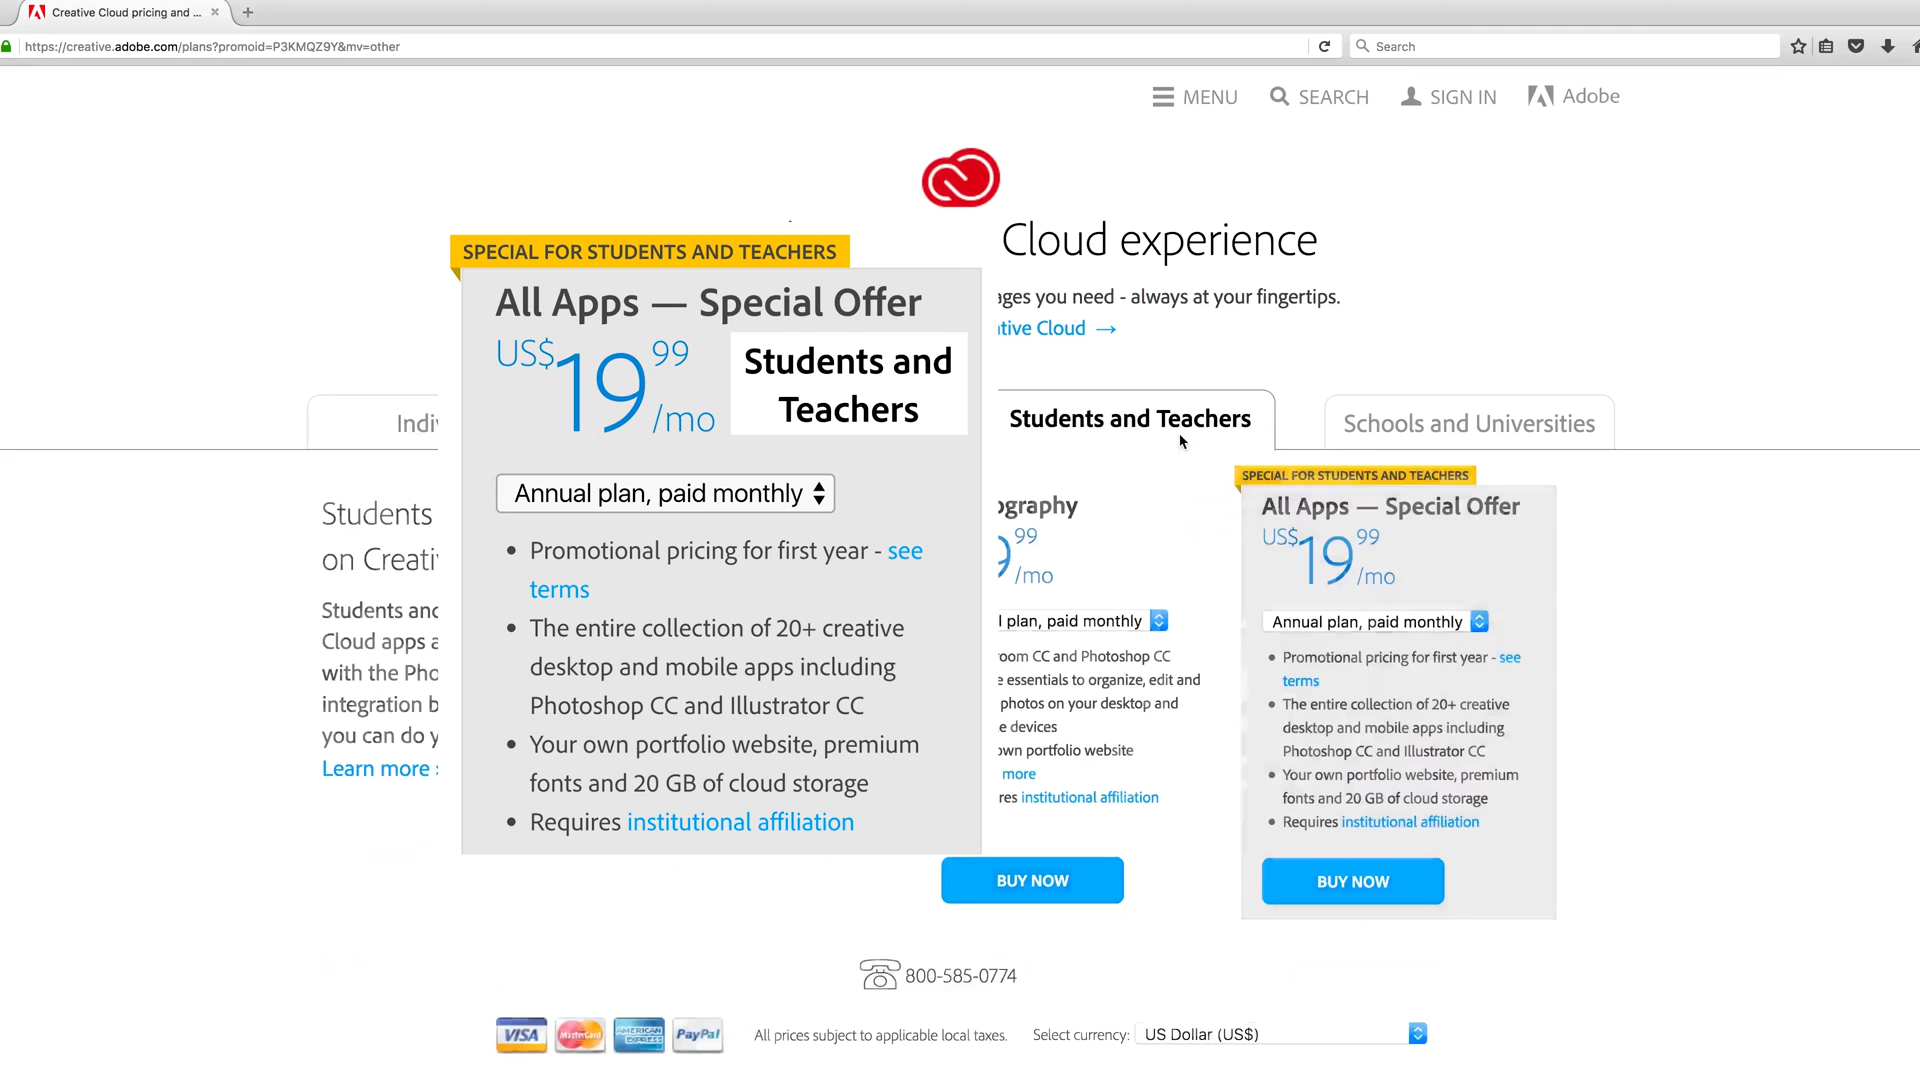 Creative Cloud pricing and ...
https://creative.adobe.com/plans?promoid=P3KMQZ9Y&mv=other
Search
MENU
SEARCH
SIGN IN
Adobe
Cloud experience
ages you need - always at your fingertips.
tive Cloud →
Indiv
Students and Teachers
Schools and Universities
SPECIAL FOR STUDENTS AND TEACHERS
All Apps — Special Offer
US$19.99/mo
Students and
Teachers
Annual plan, paid monthly
• Promotional pricing for first year - see
terms
• The entire collection of 20+ creative
desktop and mobile apps including
Photoshop CC and Illustrator CC
• Your own portfolio website, premium
fonts and 20 GB of cloud storage
• Requires institutional affiliation
Students
on Creati
Students and
Cloud apps a
with the Pho
integration b
you can do y
Learn more ›
ography
9.99/mo
l plan, paid monthly
oom CC and Photoshop CC
e essentials to organize, edit and
photos on your desktop and
e devices
own portfolio website
more
res institutional affiliation
BUY NOW
SPECIAL FOR STUDENTS AND TEACHERS
All Apps — Special Offer
US$19.99/mo
Annual plan, paid monthly
• Promotional pricing for first year - see
terms
• The entire collection of 20+ creative
desktop and mobile apps including
Photoshop CC and Illustrator CC
• Your own portfolio website, premium
fonts and 20 GB of cloud storage
• Requires institutional affiliation
BUY NOW
800-585-0774
VISA
MasterCard
AMERICAN EXPRESS
PayPal
All prices subject to applicable local taxes.
Select currency:
US Dollar (US$)